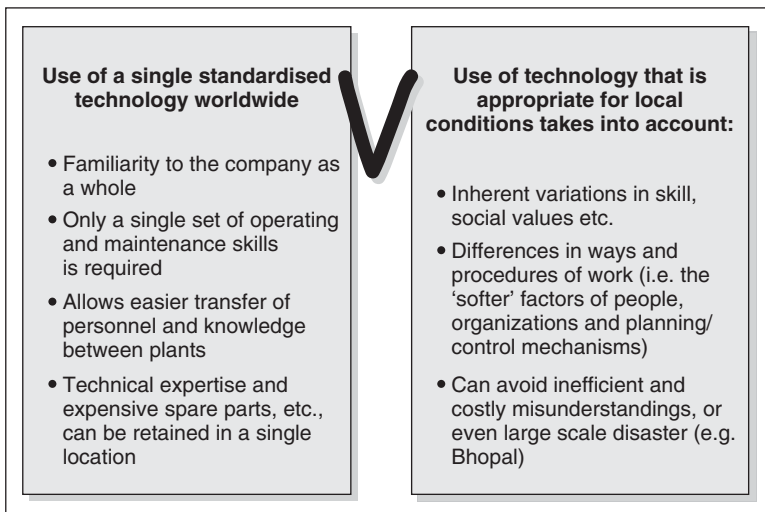 Use of a single standardised
technology worldwide
• Familiarity to the company as
a whole
• Only a single set of operating
and maintenance skills
is required
• Allows easier transfer of
personnel and knowledge
between plants
• Technical expertise and
expensive spare parts, etc.,
can be retained in a single
location
V
Use of technology that is
appropriate for local
conditions takes into account:
• Inherent variations in skill,
social values etc.
• Differences in ways and
procedures of work (i.e. the
‘softer’ factors of people,
organizations and planning/
control mechanisms)
• Can avoid inefficient and
costly misunderstandings, or
even large scale disaster (e.g.
Bhopal)